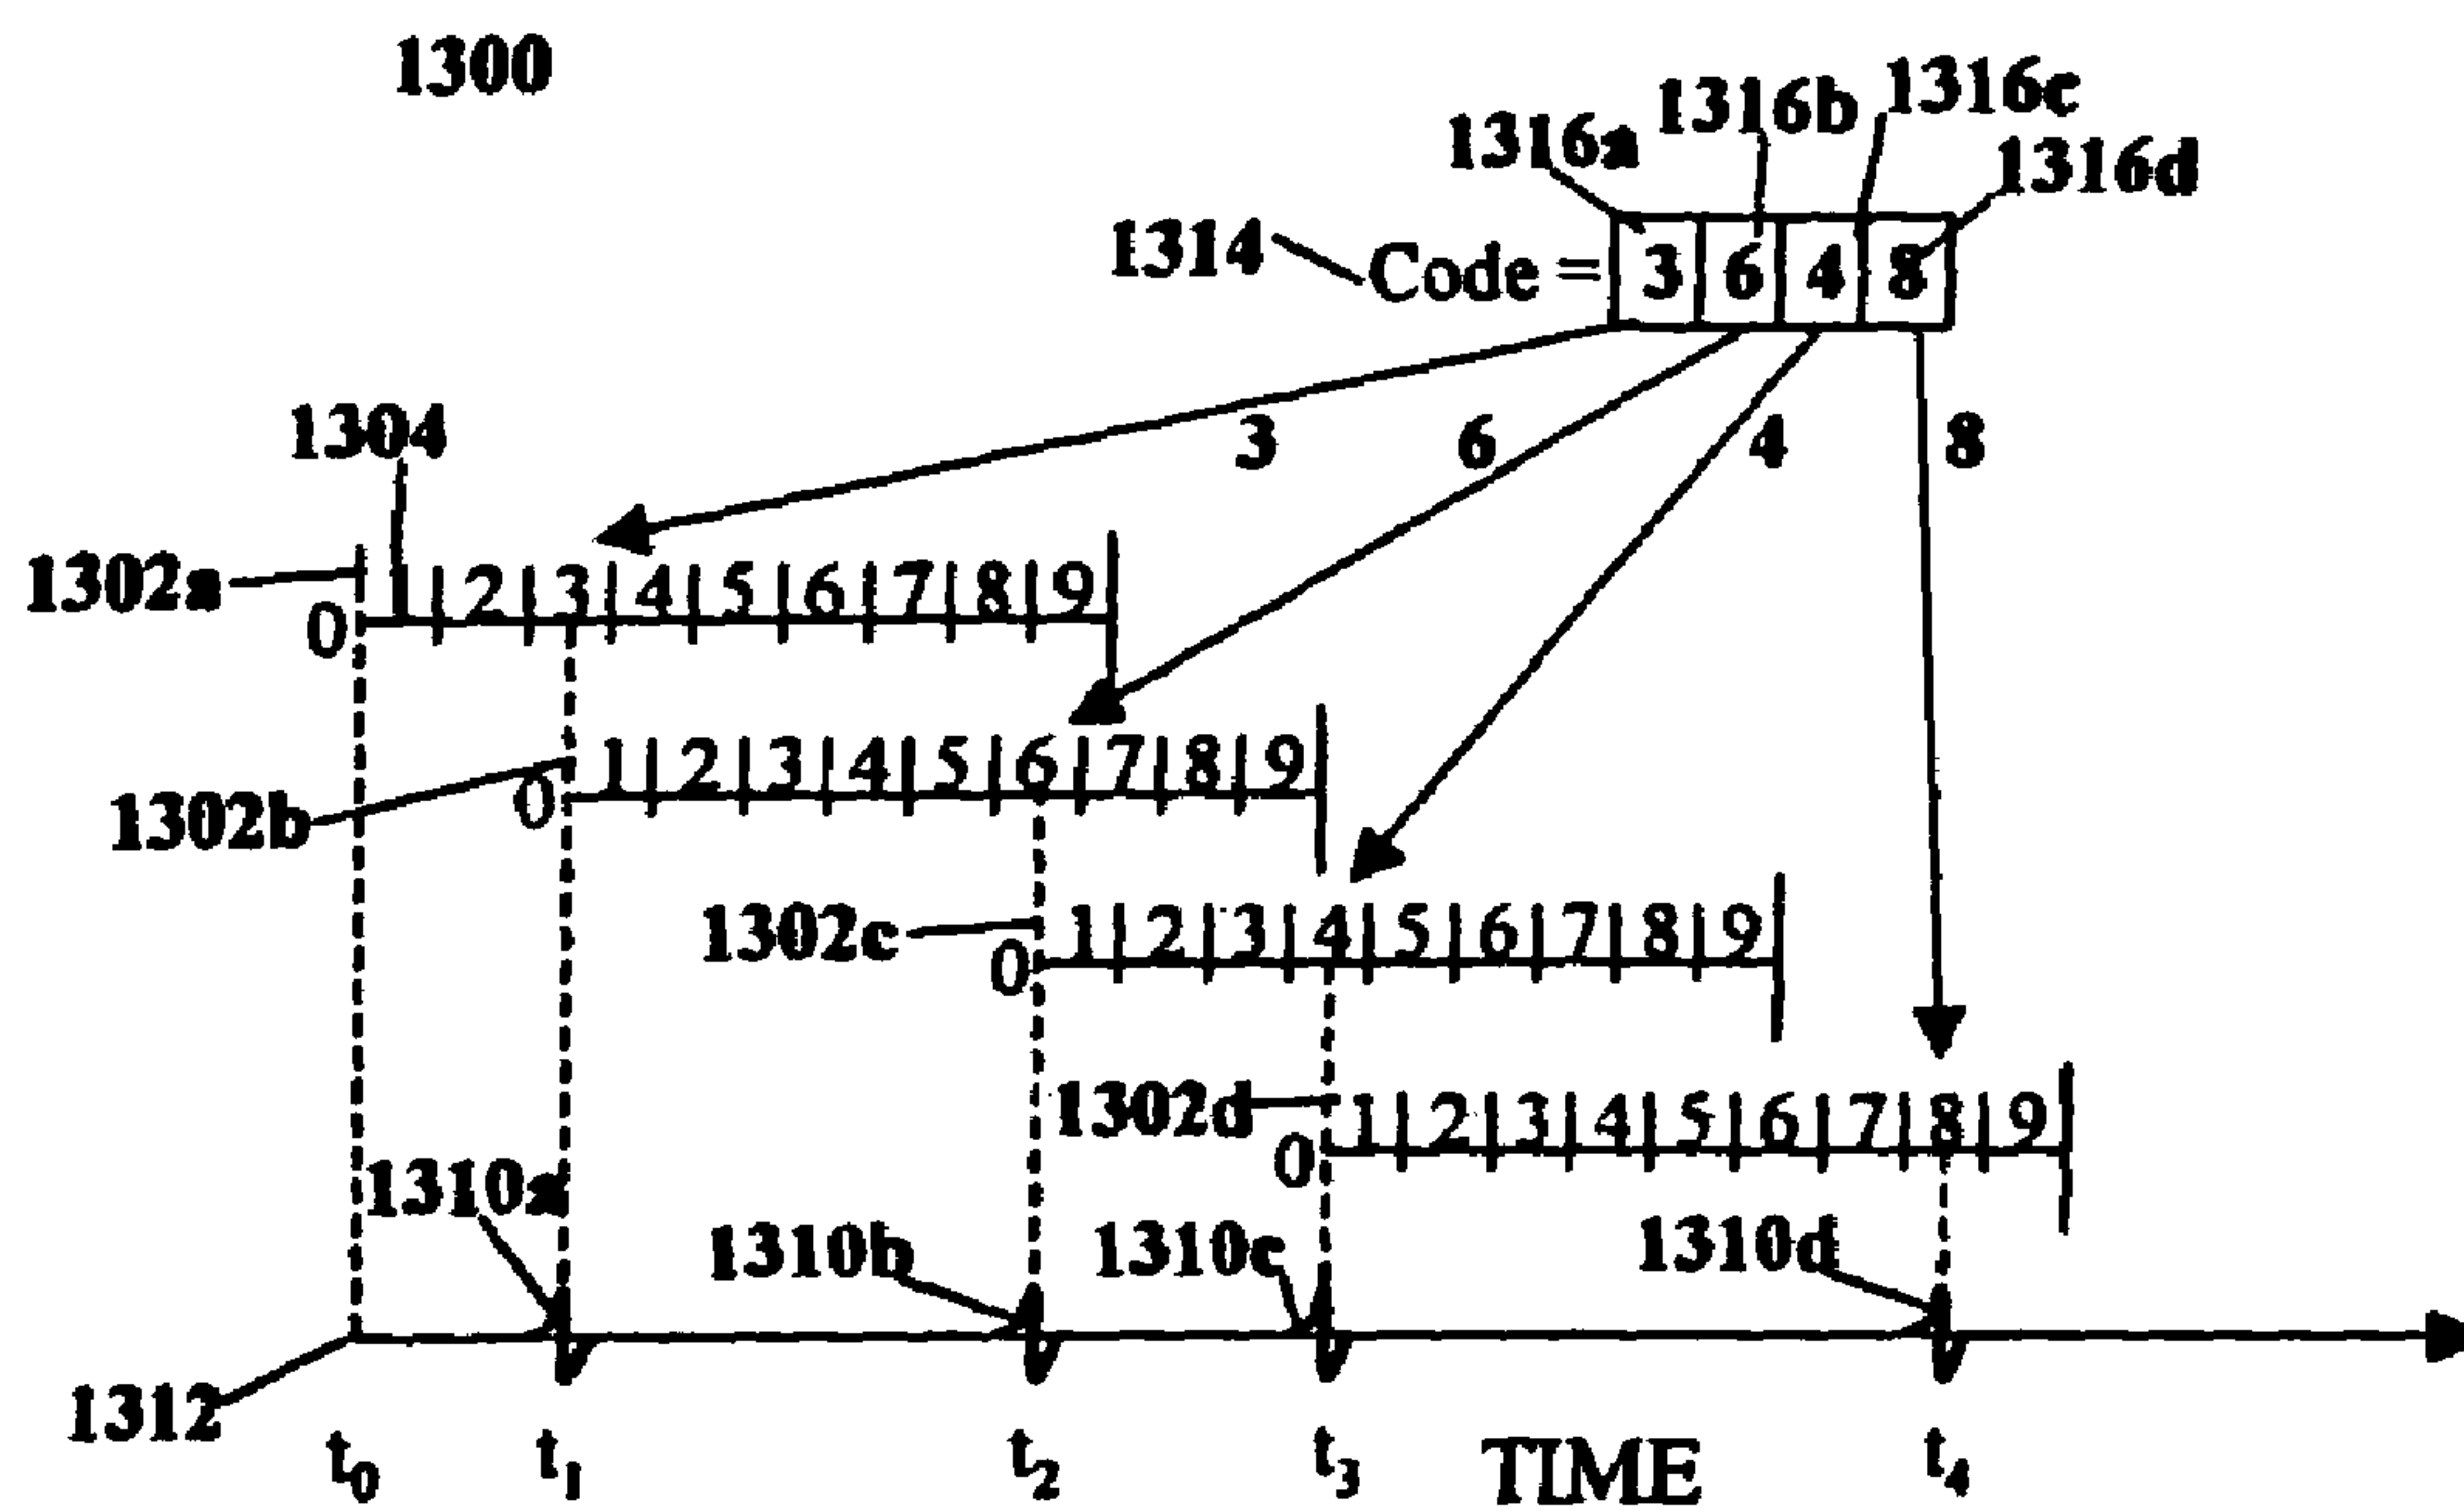 1300
1316a 1316b 1316c
1316d
1314 Code = 3 6 4 8
1304 3 6 4 8
1302a 0 1 2 3 4 5 6 7 8 9
1302b 0 1 2 3 4 5 6 7 8 9
1302c 0 1 2 3 4 5 6 7 8 9
1302d 0 1 2 3 4 5 6 7 8 9
1310a 1310b 1310c 1310d
1312
t0 t1 t2 t3 TIME t4